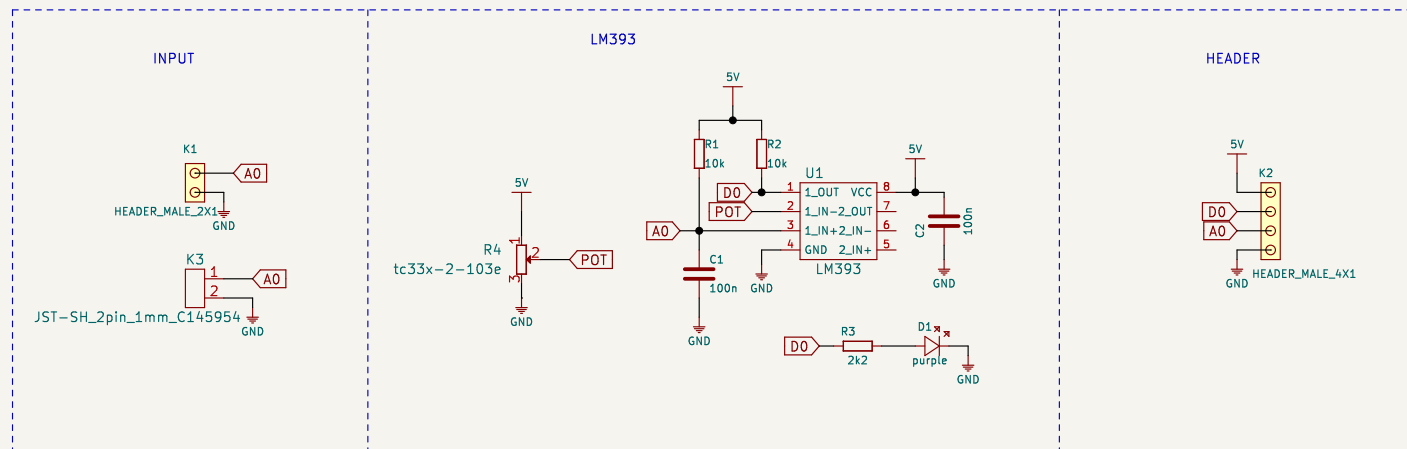 INPUT
LM393
HEADER
K1
A0
HEADER_MALE_2X1
GND
K3
1
2
A0
JST-SH_2pin_1mm_C145954
GND
5V
R4
tc33x-2-103e
1
2
3
POT
GND
5V
R1
10k
R2
10k
D0
POT
A0
U1
1 1_OUT VCC 8
2 1_IN-2_OUT 7
3 1_IN+2_IN- 6
4 GND 2_IN+ 5
LM393
GND
C1
100n
GND
5V
C2
100n
GND
D0
R3
2k2
D1
purple
GND
5V
K2
D0
A0
GND
HEADER_MALE_4X1